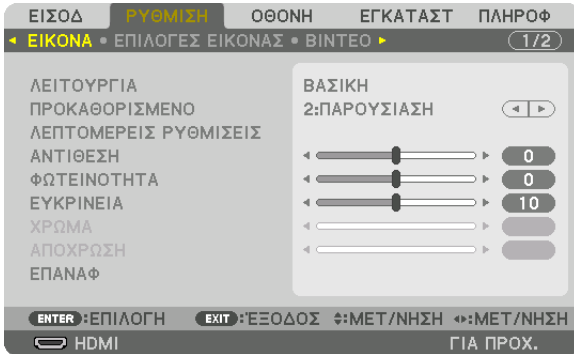 ΕΙΣΟΔ ΡΥΘΜΙΣΗ ΟΘΟΝΗ ΕΓΚΑΤΑΣΤ ΠΛΗΡΟΦ
ΕΙΚΟΝΑ • ΕΠΙΛΟΓΕΣ ΕΙΚΟΝΑΣ • ΒΙΝΤΕΟ 1/2
ΛΕΙΤΟΥΡΓΙΑ ΒΑΣΙΚΗ
ΠΡΟΚΑΘΟΡΙΣΜΕΝΟ 2:ΠΑΡΟΥΣΙΑΣΗ
ΛΕΠΤΟΜΕΡΕΙΣ ΡΥΘΜΙΣΕΙΣ
ΑΝΤΙΘΕΣΗ 0
ΦΩΤΕΙΝΟΤΗΤΑ 0
ΕΥΚΡΙΝΕΙΑ 10
ΧΡΩΜΑ
ΑΠΟΧΡΩΣΗ
ΕΠΑΝΑΦ
ENTER:ΕΠΙΛΟΓΗ EXIT:ΈΞΟΔΟΣ :ΜΕΤ/ΝΗΣΗ :ΜΕΤ/ΝΗΣΗ
HDMI ΓΙΑ ΠΡΟΧ.